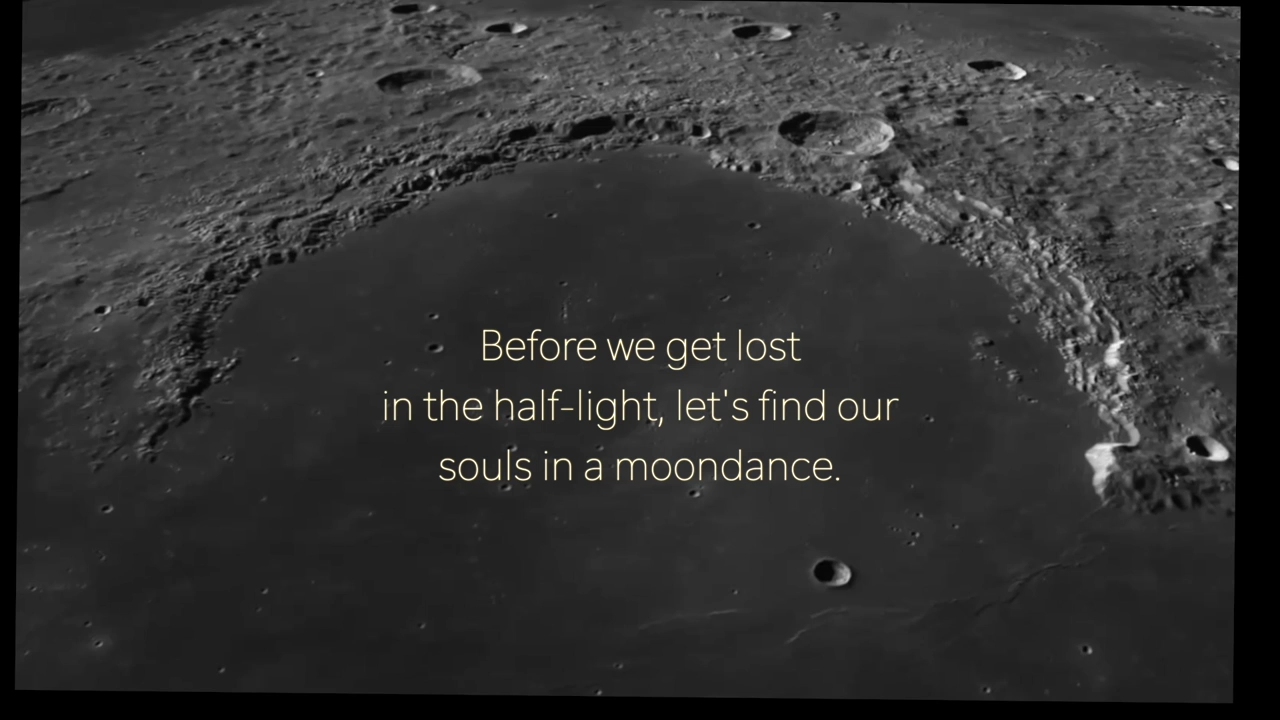 Before we get lost
in the half-light, let's find our
souls in a moondance.